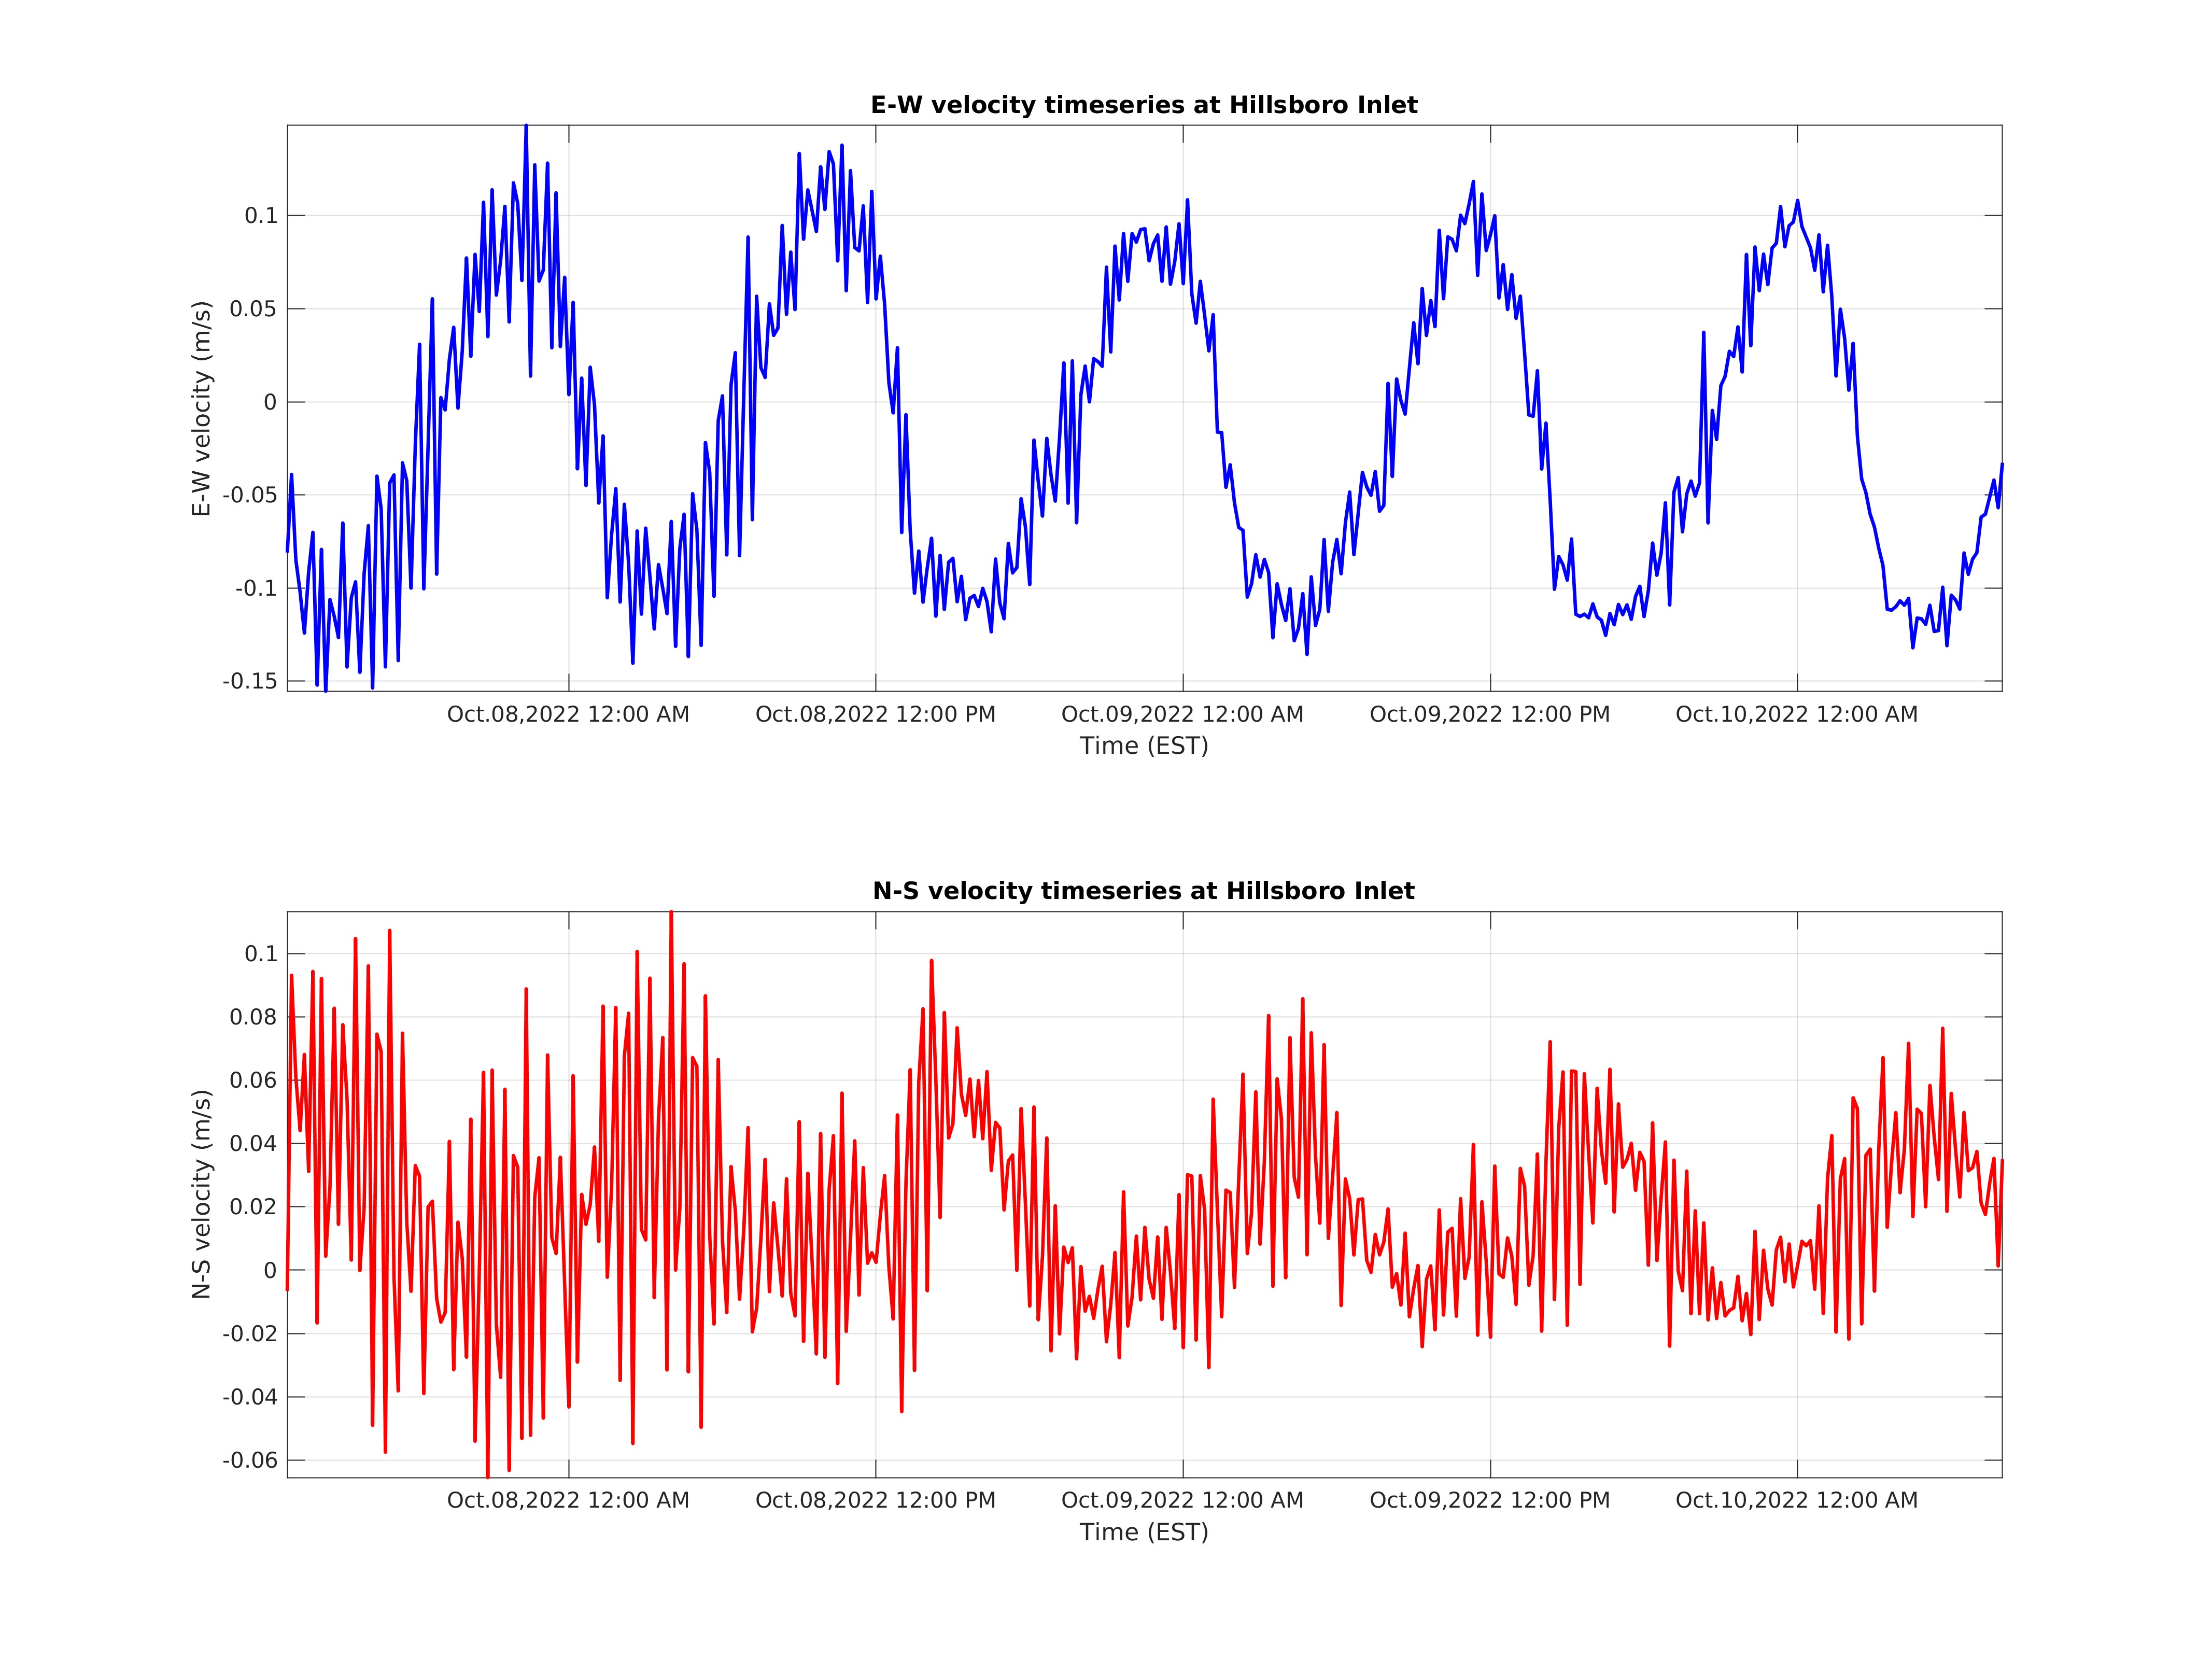 E-W velocity timeseries at Hillsboro Inlet
E-W velocity (m/s)
0.1
0.05
0
-0.05
-0.1
-0.15
Oct.08,2022 12:00 AM
Oct.08,2022 12:00 PM
Oct.09,2022 12:00 AM
Oct.09,2022 12:00 PM
Oct.10,2022 12:00 AM
Time (EST)
N-S velocity timeseries at Hillsboro Inlet
N-S velocity (m/s)
0.1
0.08
0.06
0.04
0.02
0
-0.02
-0.04
-0.06
Oct.08,2022 12:00 AM
Oct.08,2022 12:00 PM
Oct.09,2022 12:00 AM
Oct.09,2022 12:00 PM
Oct.10,2022 12:00 AM
Time (EST)